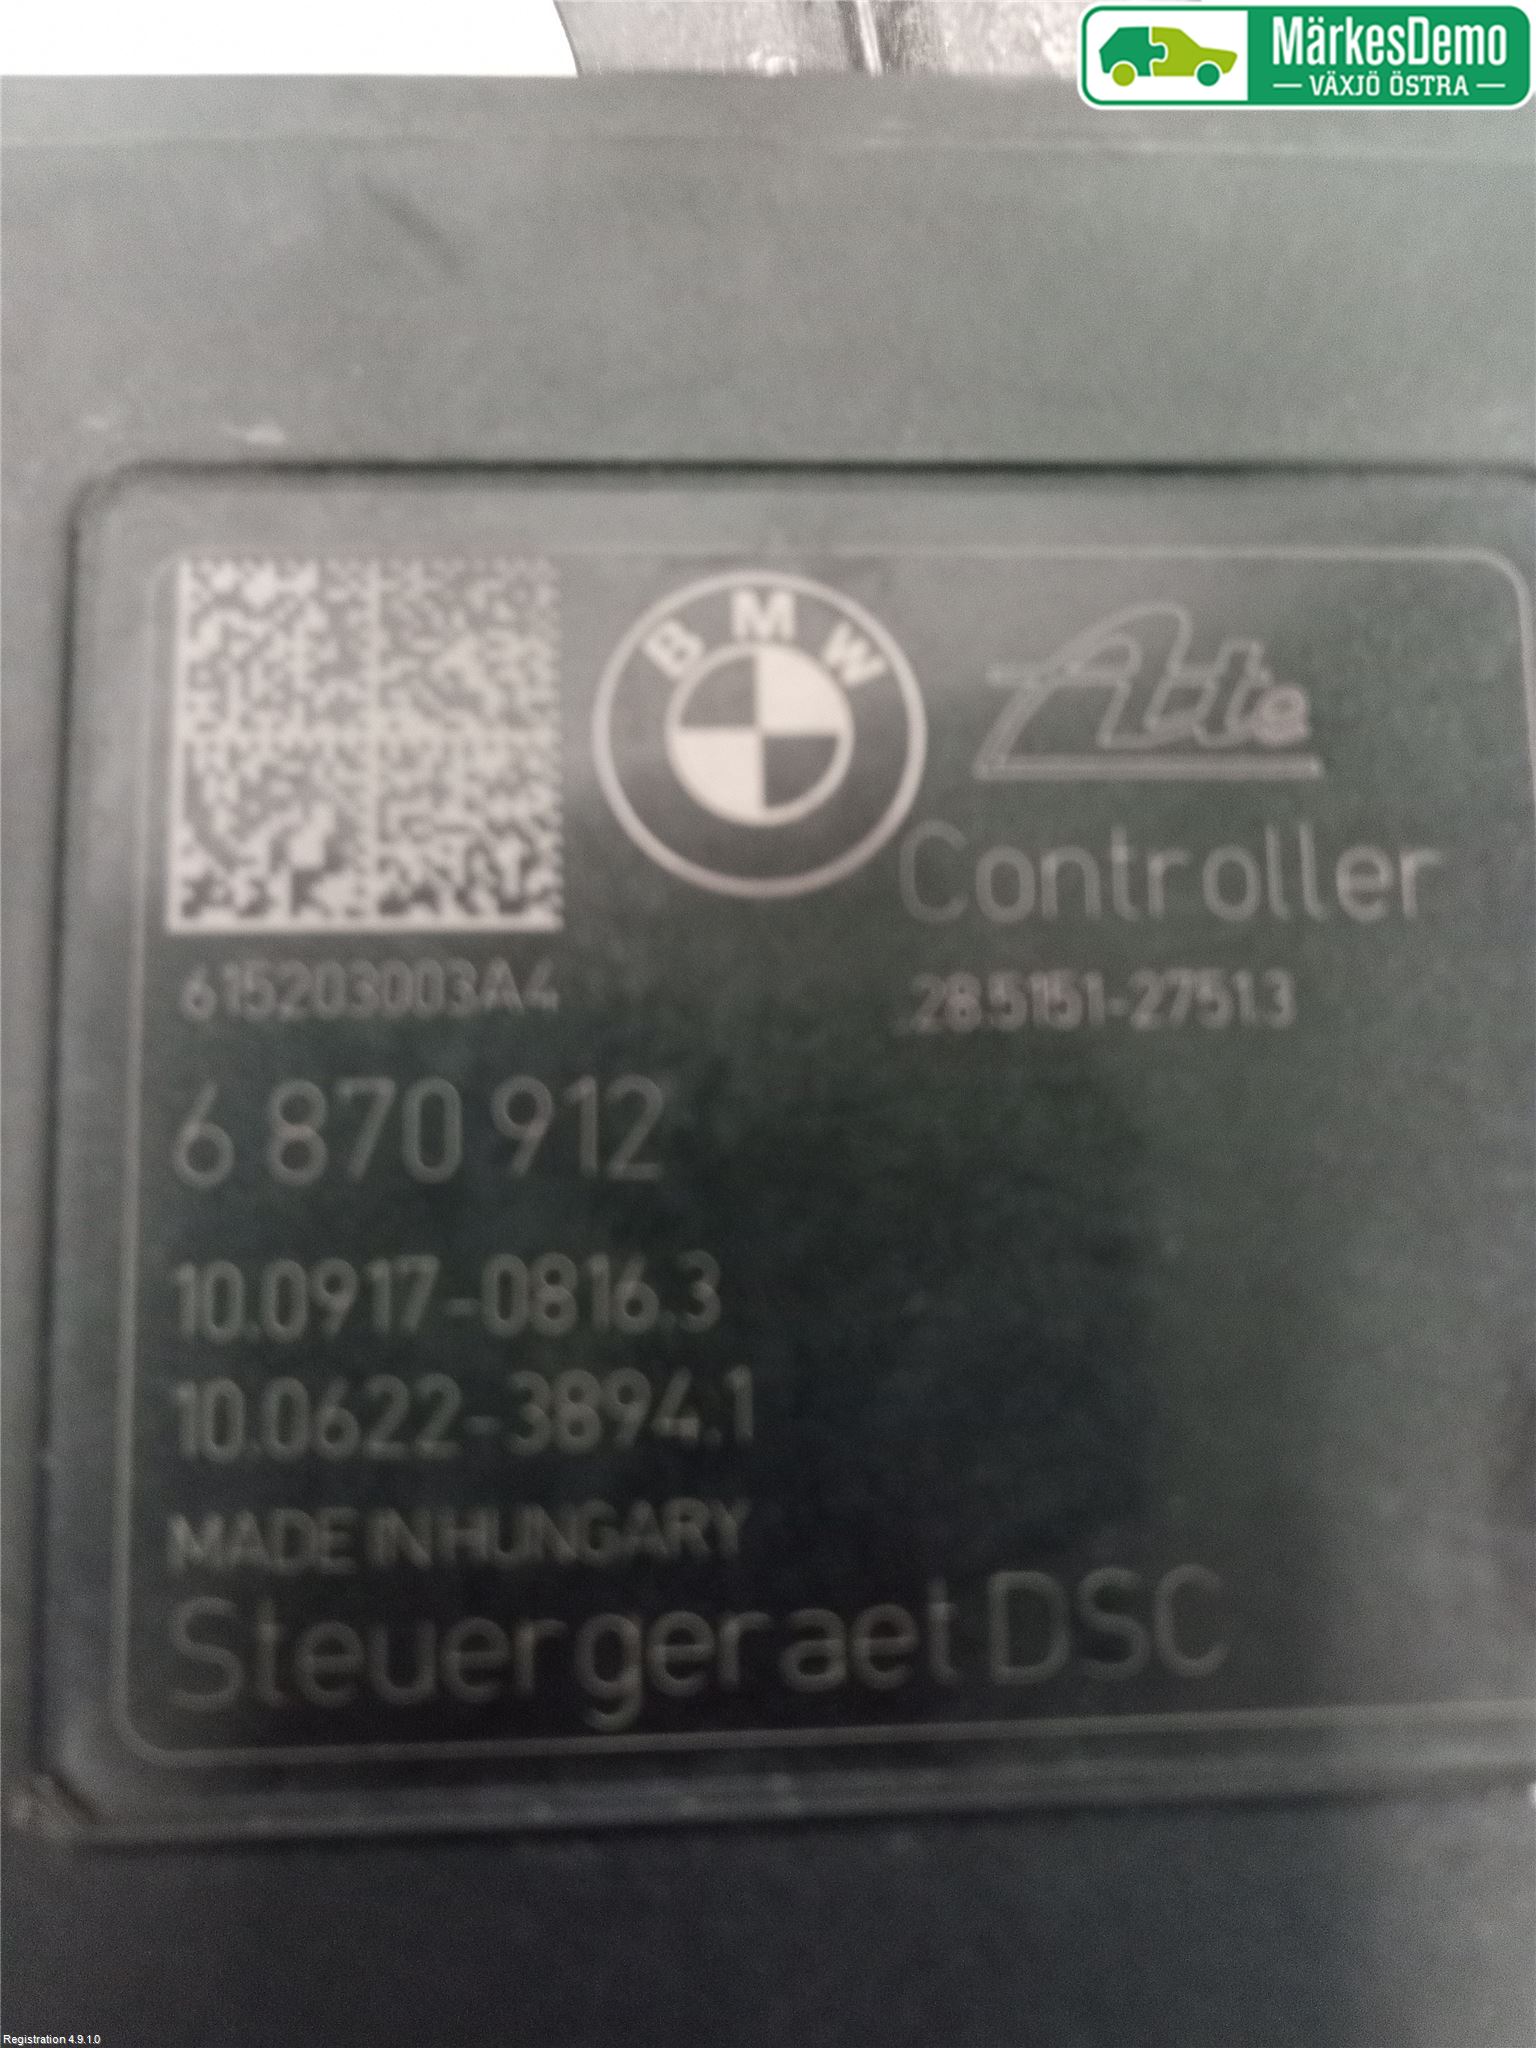 MärkesDemo
VÄXJÖ ÖSTRA
BMW
Ate
Controller
615203003A4
28.5151-2751.3
6 870 912
10.0917-0816.3
10.0622-3894.1
MADE IN HUNGARY
Steuergeraet DSC
Registration 4.9.1.0